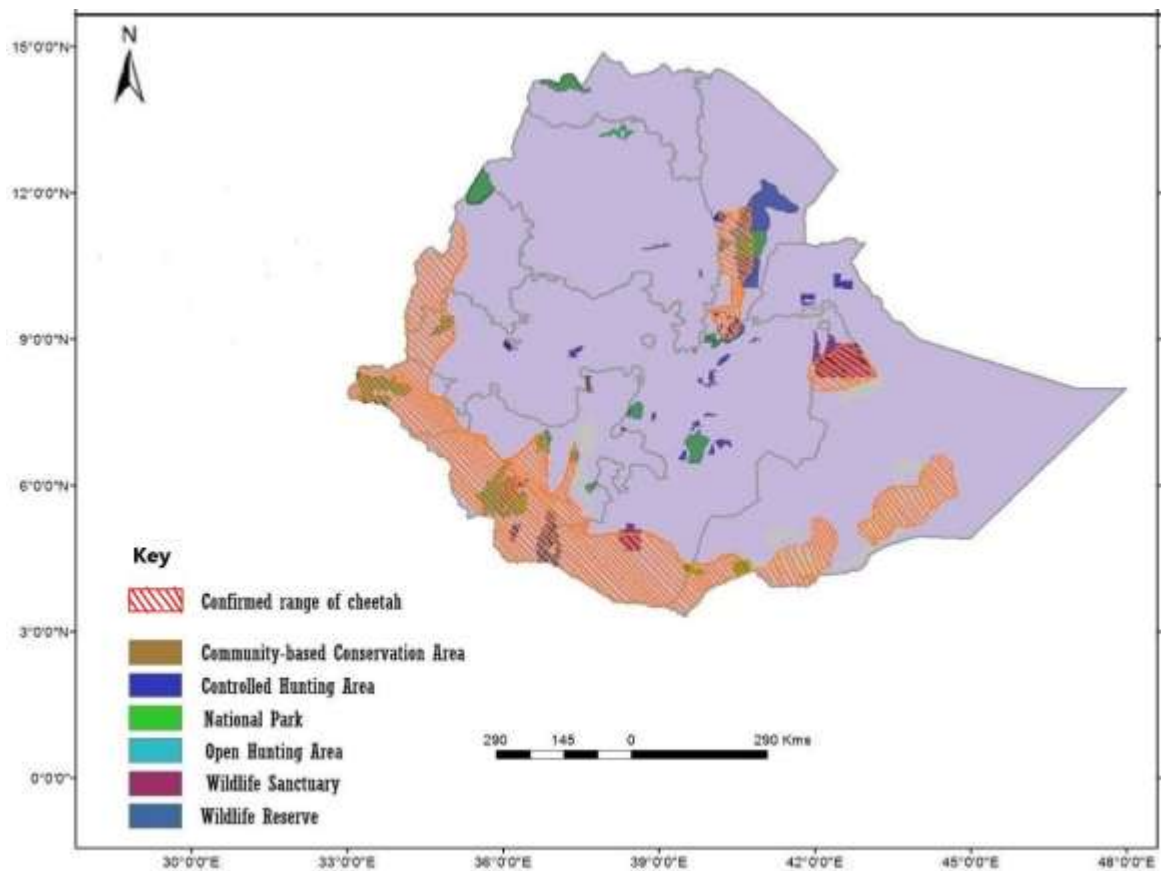 N
15°0'0"N
12°0'0"N
9°0'0"N
6°0'0"N
3°0'0"N
0°0'0"
Key
Confirmed range of cheetah
Community-based Conservation Area
Controlled Hunting Area
National Park
Open Hunting Area
Wildlife Sanctuary
Wildlife Reserve
290 145 0 290 Kms
30°0'0"E 33°0'0"E 36°0'0"E 39°0'0"E 42°0'0"E 45°0'0"E 48°0'0"E